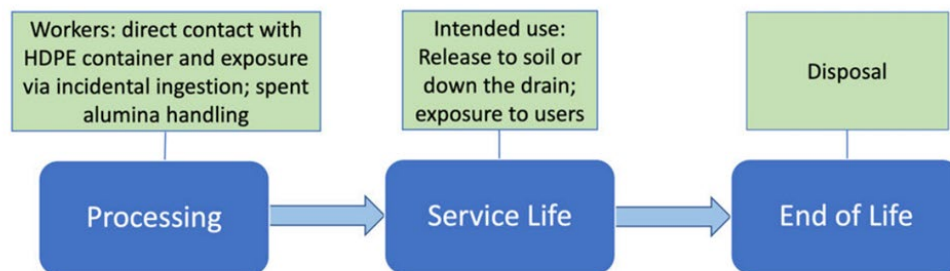 Workers: direct contact with
HDPE container and exposure
via incidental ingestion; spent
alumina handling
Intended use:
Release to soil or
down the drain;
exposure to users
Disposal
Processing
Service Life
End of Life